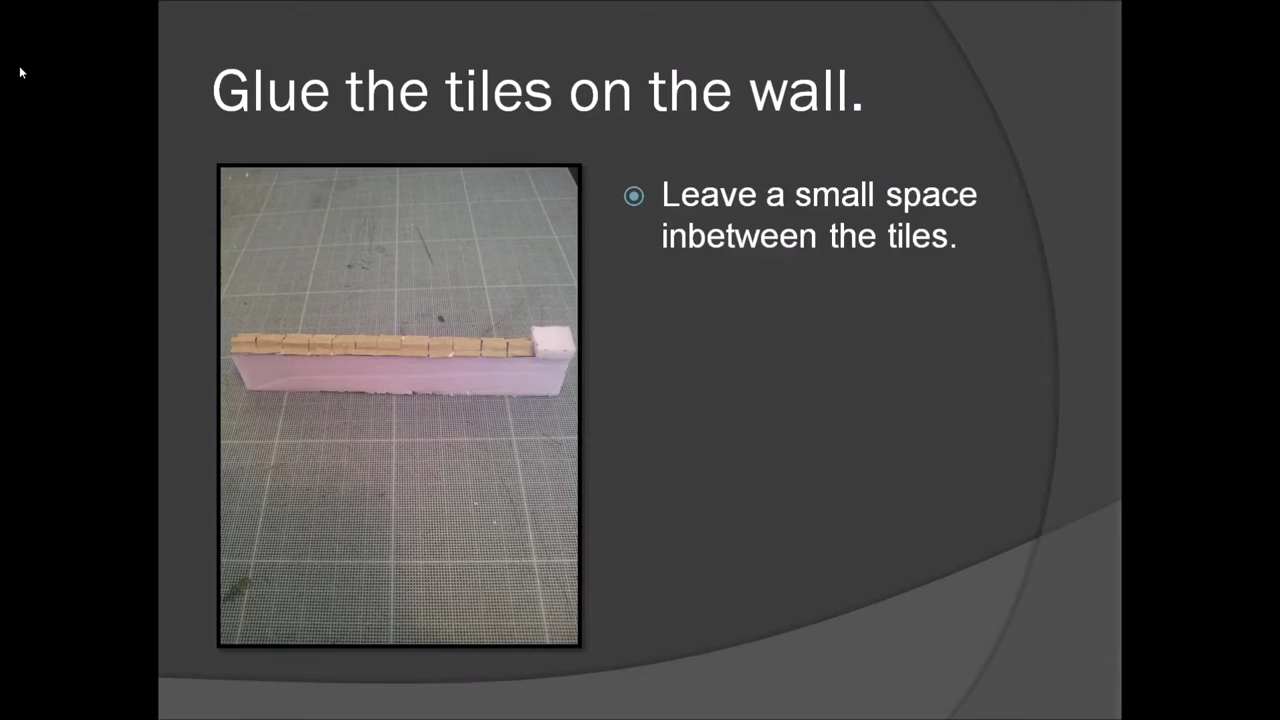 Glue the tiles on the wall.
Leave a small space
inbetween the tiles.